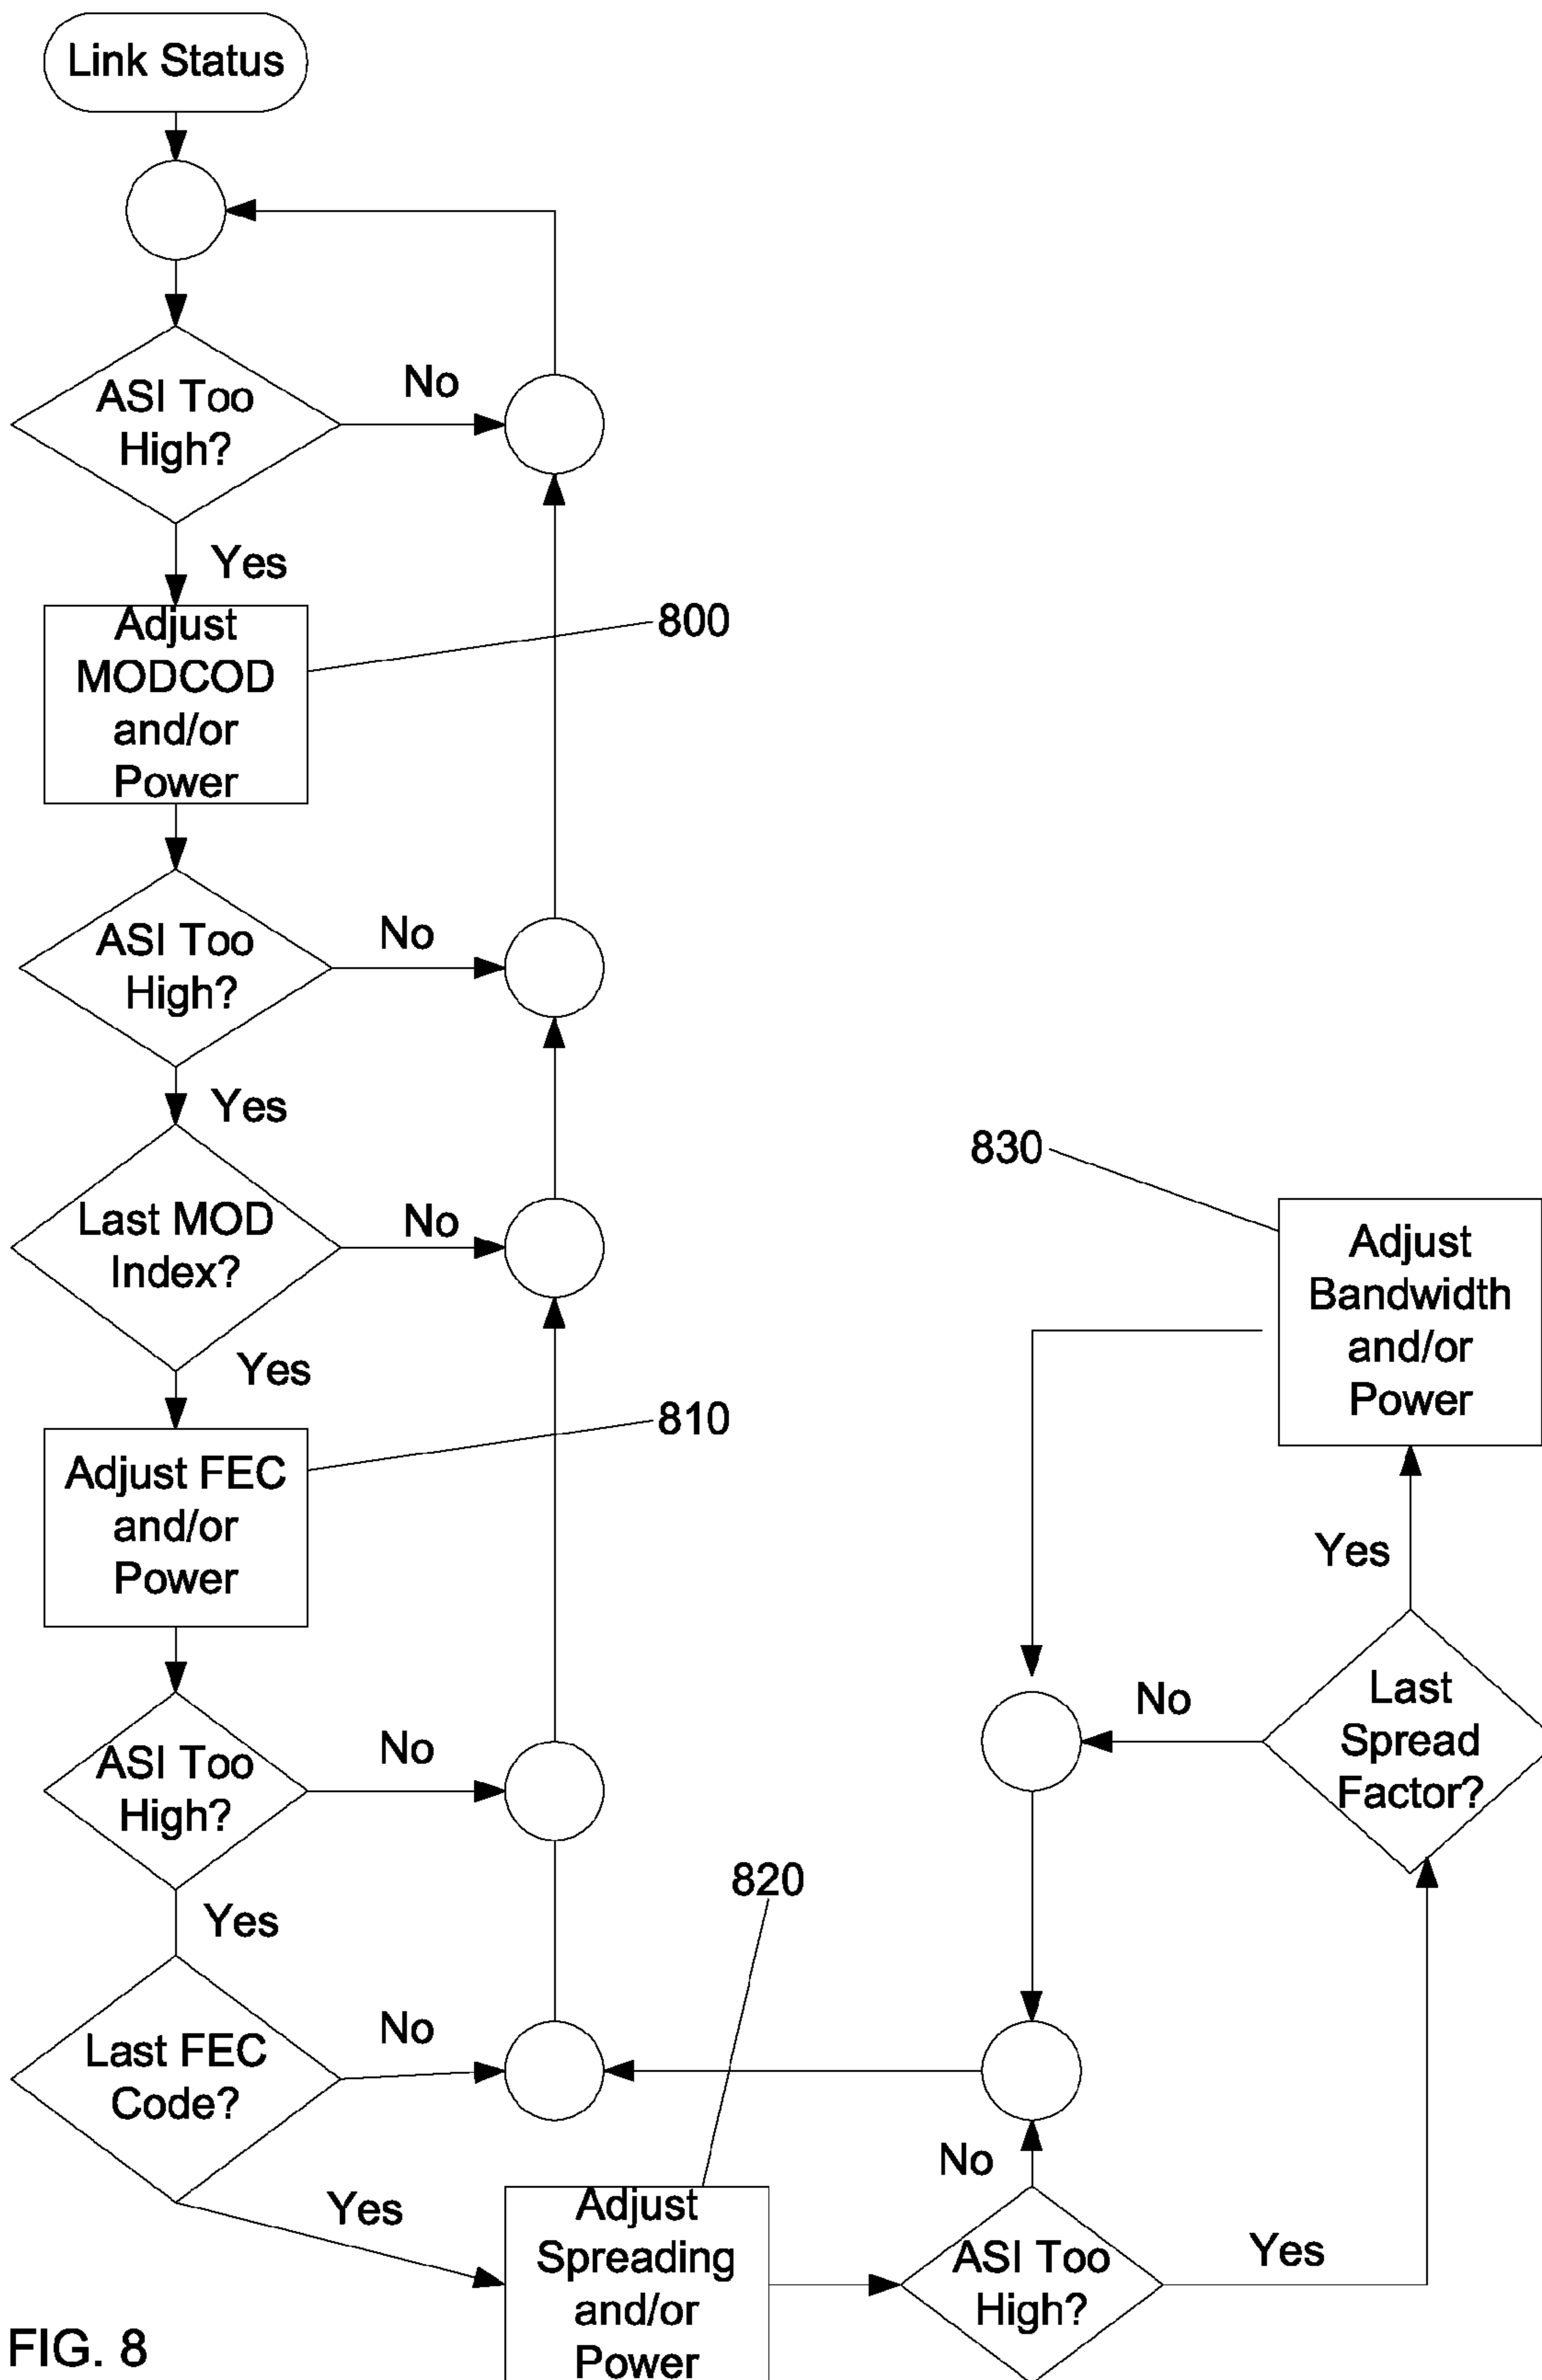 Link Status
ASI Too
High?
No
Yes
Adjust
MODCOD
and/or
Power
800
ASI Too
High?
No
Yes
Last MOD
Index?
No
Yes
Adjust FEC
and/or
Power
810
ASI Too
High?
No
Yes
Last FEC
Code?
No
Yes
820
Adjust
Spreading
and/or
Power
ASI Too
High?
No
Yes
Last
Spread
Factor?
No
Yes
830
Adjust
Bandwidth
and/or
Power
FIG. 8